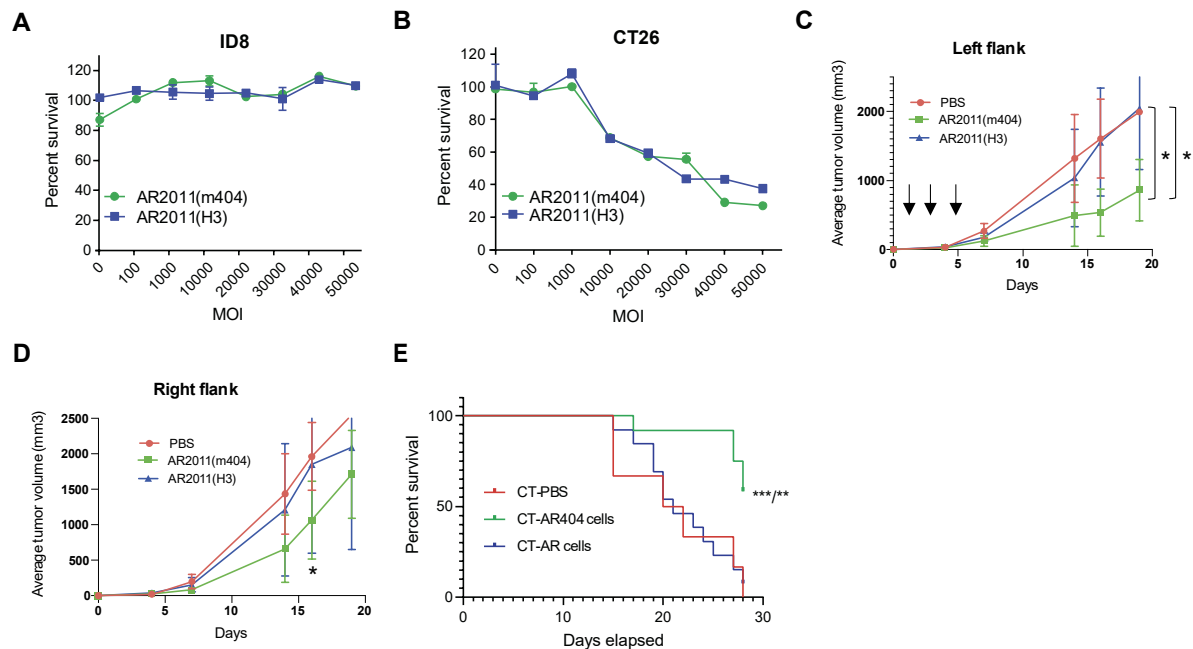 A
ID8
Percent survival
120
100
80
60
40
20
0
AR2011(m404)
AR2011(H3)
0
100
1000
10000
20000
30000
40000
50000
MOI
B
CT26
Percent survival
120
100
80
60
40
20
0
AR2011(m404)
AR2011(H3)
0
100
1000
10000
20000
30000
40000
50000
MOI
C
Left flank
Average tumor volume (mm3)
2000
1000
0
PBS
AR2011(m404)
AR2011(H3)
* *
0 5 10 15 20
Days
D
Right flank
Average tumor volume (mm3)
2500
2000
1500
1000
500
0
PBS
AR2011(m404)
AR2011(H3)
*
0 5 10 15 20
Days
E
Percent survival
100
50
0
CT-PBS
CT-AR404 cells
CT-AR cells
***/**
0 10 20 30
Days elapsed